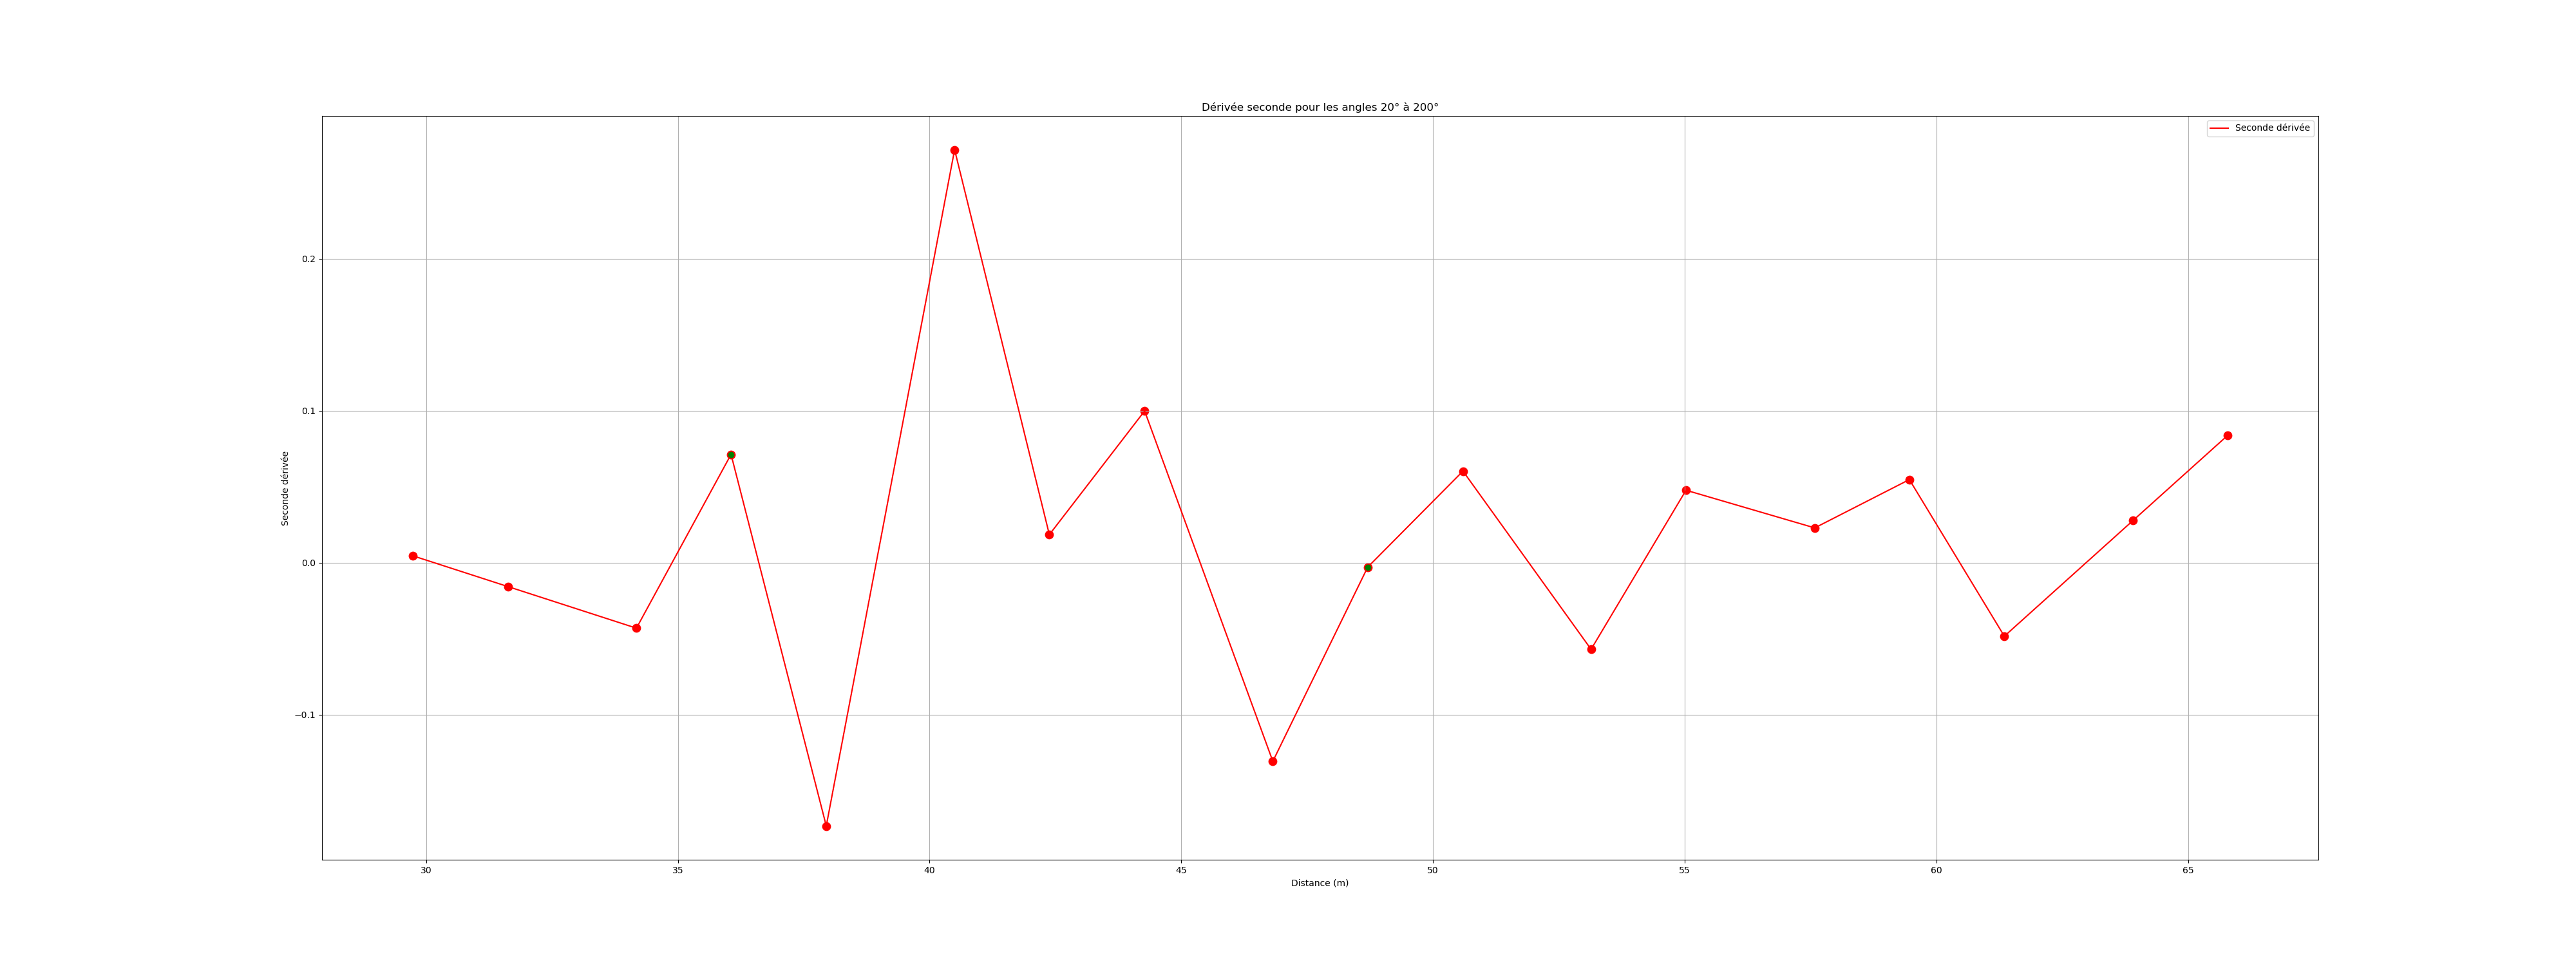 Dérivée seconde pour les angles 20° à 200°
Seconde dérivée
0.2
0.1
0.0
−0.1
Seconde dérivée
30 35 40 45 50 55 60 65
Distance (m)